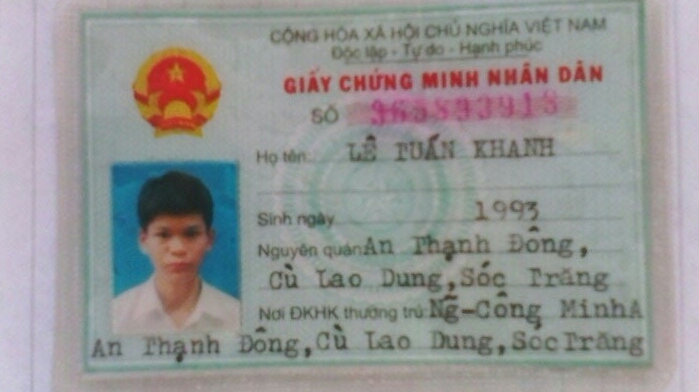 CỘNG HÒA XÃ HỘI CHỦ NGHĨA VIỆT NAM
Độc lập - Tự do - Hạnh phúc
GIẤY CHỨNG MINH NHÂN DÂN
SỐ 365893918
Họ tên: LÊ TUẤN KHANH
Sinh ngày 1993
Nguyên quán An Thạnh Đông,
Cù Lao Dung,Sóc Trăng
Nơi ĐKHK thường trú: Ng-Công MinhA
An Thạnh Đông,Cù Lao Dung,Sóc Trăng